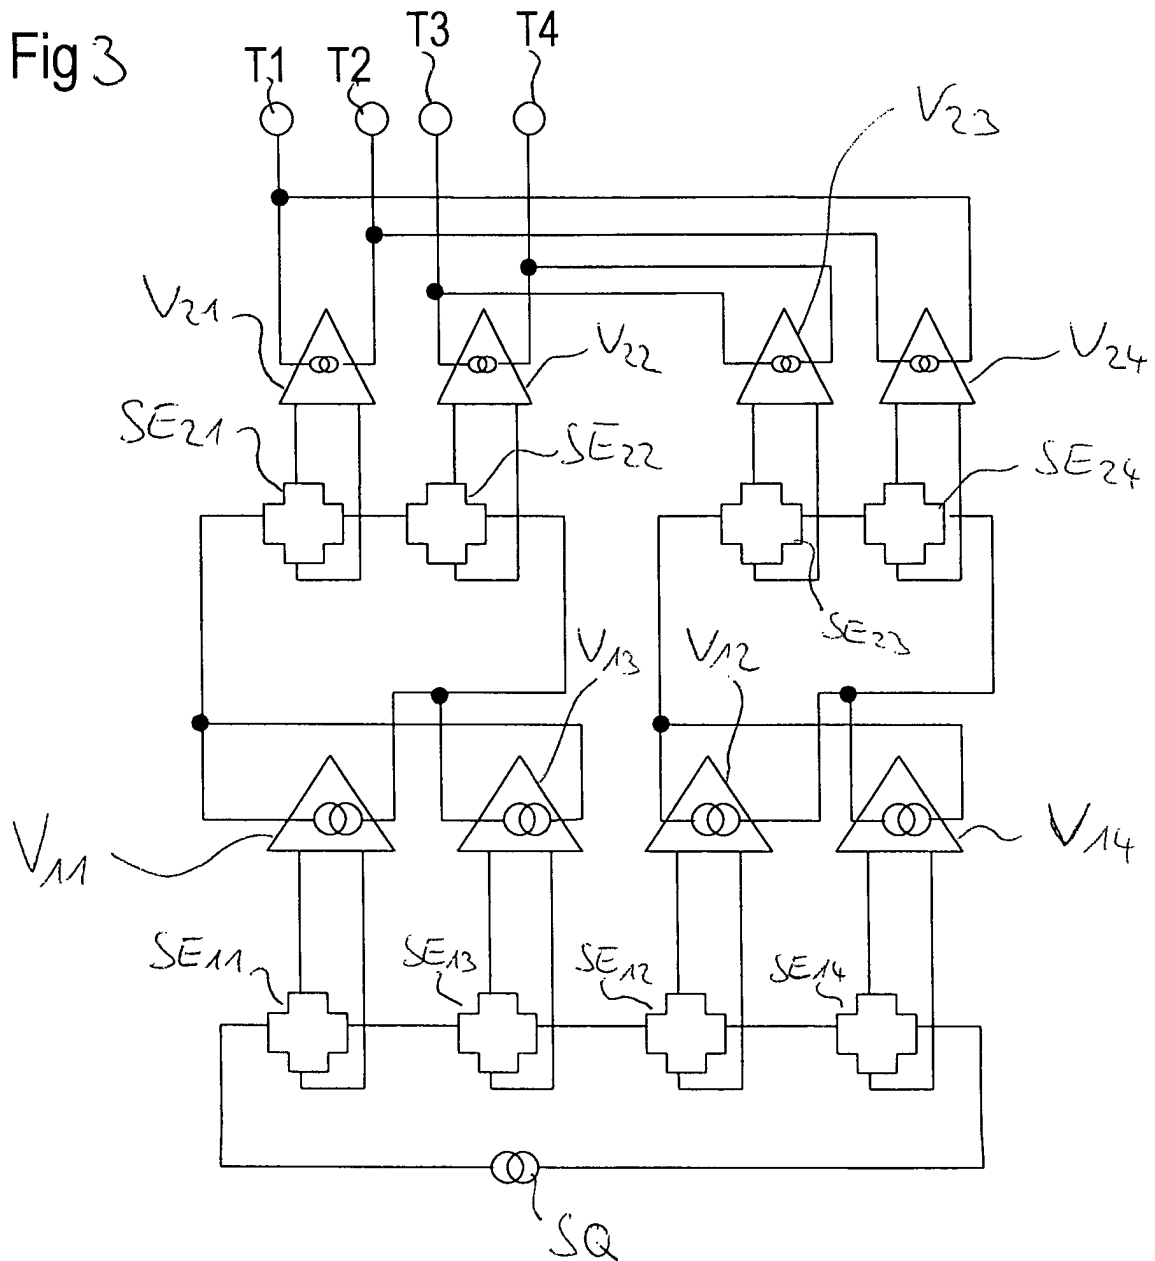 Fig 3
T1 T2 T3 T4
V23
V21
V22
V24
SE21
SE22
SE24
SE23
V13
V12
V11
V14
SE11
SE13
SE12
SE14
SQ